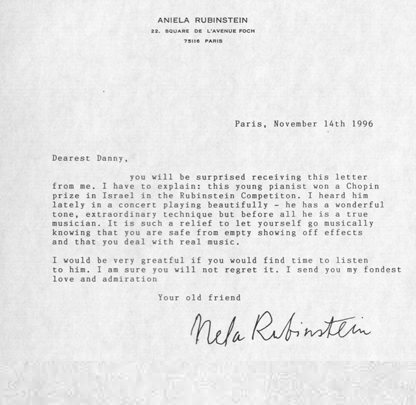 ANIELA RUBINSTEIN
22, SQUARE DE L'AVENUE FOCH
75116 PARIS
Paris, November 14th 1996
Dearest Danny,
you will be surprised receiving this letter
from me. I have to explain: this young pianist won a Chopin
prize in Israel in the Rubinstein Competiton. I heard him
lately in a concert playing beautifully - he has a wonderful
tone, extraordinary technique but before all he is a true
musician. It is such a relief to let yourself go musically
knowing that you are safe from empty showing off effects
and that you deal with real music.
I would be very greatful if you would find time to listen
to him. I am sure you will not regret it. I send you my fondest
love and admiration
Your old friend
Nela Rubinstein